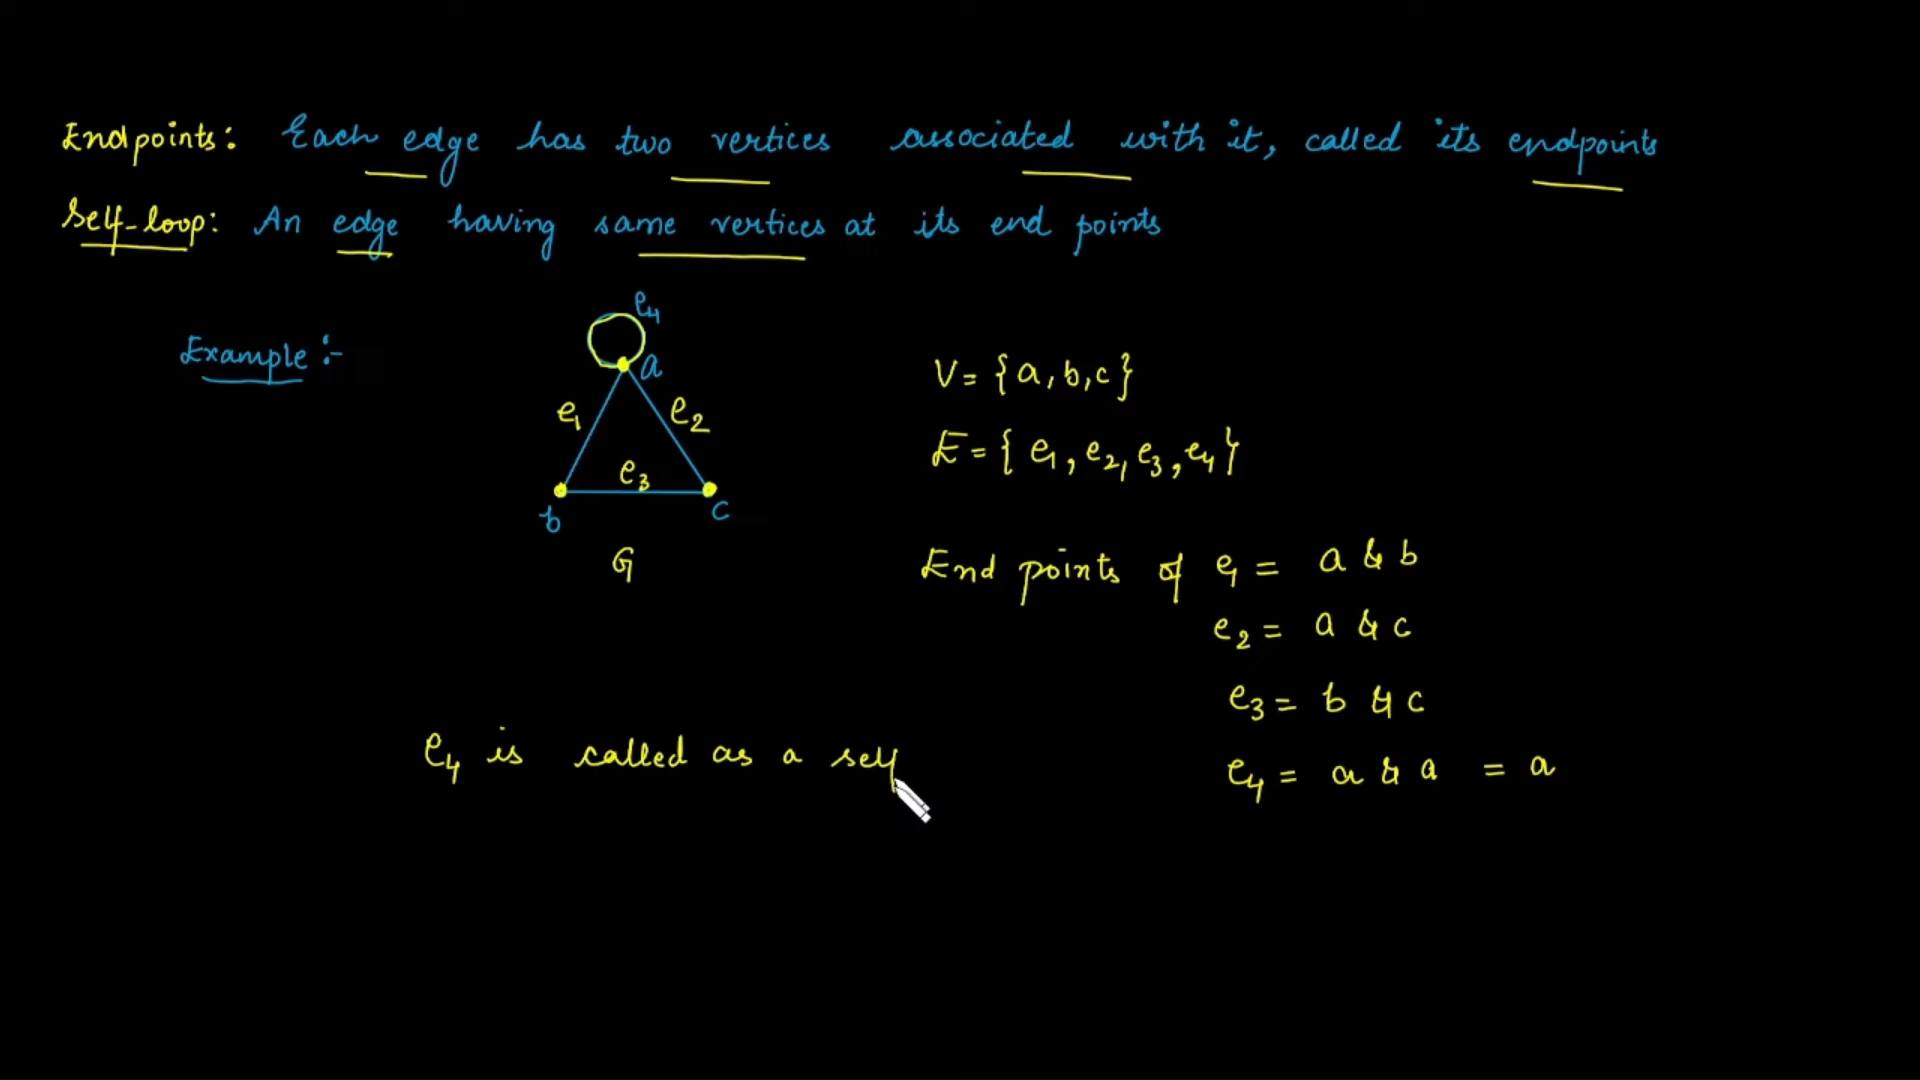 Endpoints: Each edge has two vertices associated with it, called its endpoints
Self-loop: An edge having same vertices at its end points
Example :-
e4
a
e1
e2
e3
b
c
G
V = {a, b, c}
E = { e1, e2, e3, e4 }
End points of e1 = a & b
e2 = a & c
e3 = b & c
e4 = a & a = a
e4 is called as a self